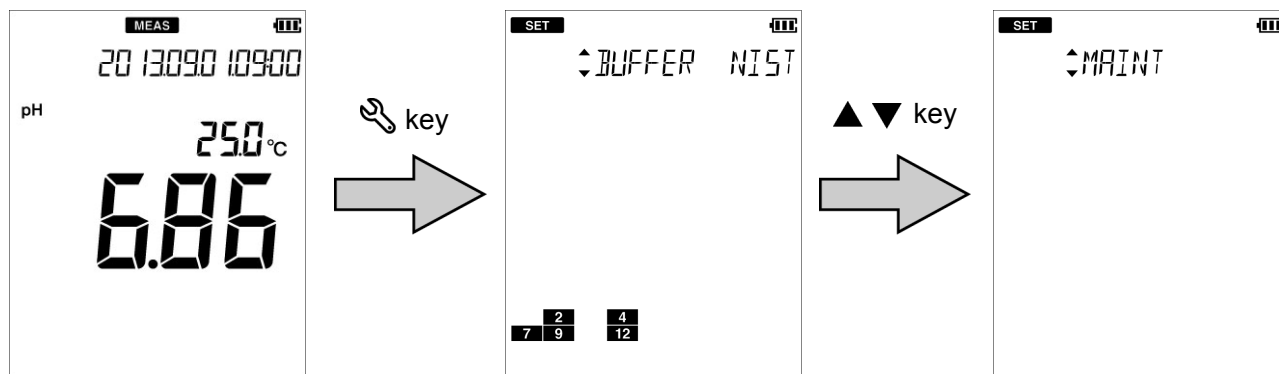 MEAS
2013.09.01.09:00
pH
25.0 °C
6.86
key
SET
BUFFER NIST
2 4
7 9 12
▲ ▼ key
SET
MAINT